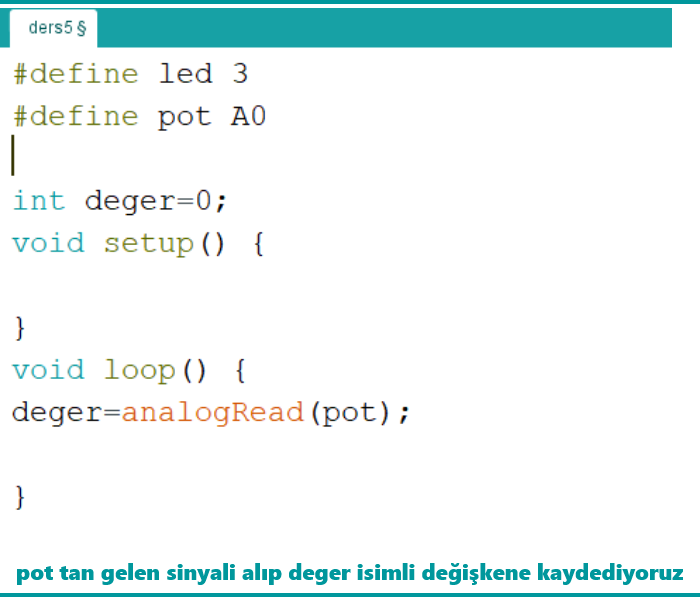 ders5 §
#define led 3
#define pot A0
int deger=0;
void setup() {
}
void loop() {
deger=analogRead(pot);
}
pot tan gelen sinyali alıp deger isimli değişkene kaydediyoruz